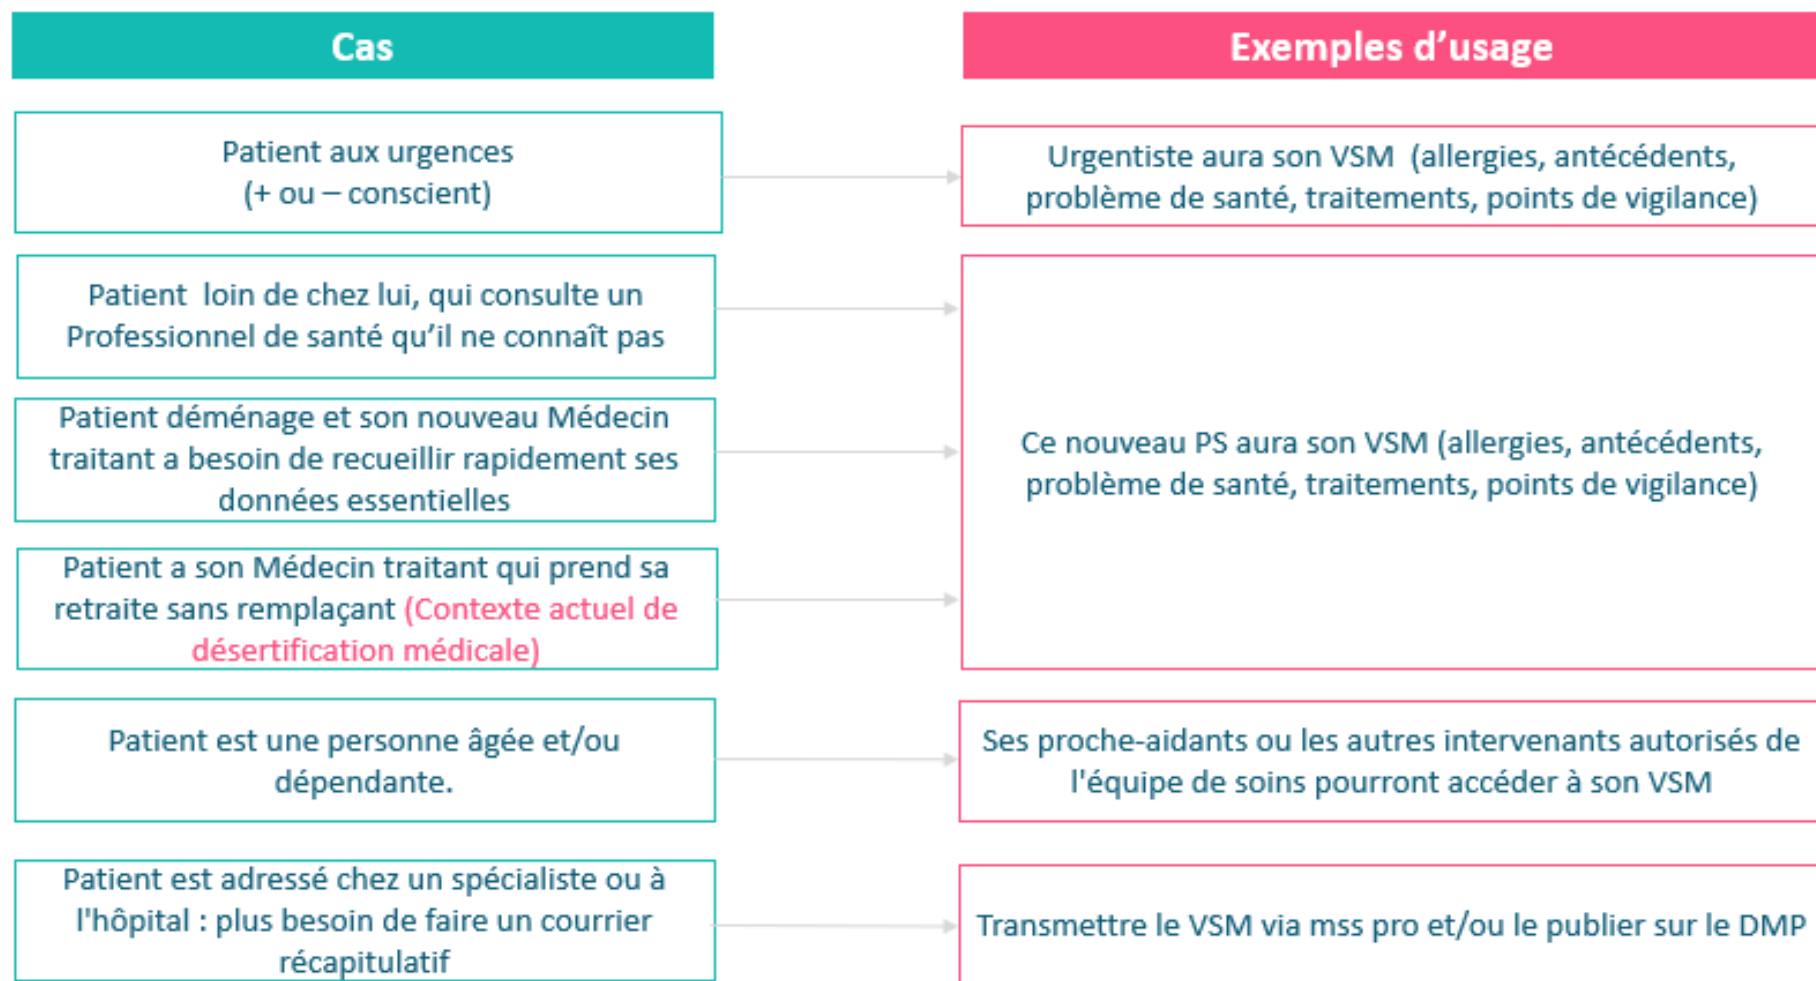 Cas
Exemples d’usage
Patient aux urgences
(+ ou – conscient)
Urgentiste aura son VSM (allergies, antécédents,
problème de santé, traitements, points de vigilance)
Patient loin de chez lui, qui consulte un
Professionnel de santé qu’il ne connaît pas
Patient déménage et son nouveau Médecin
traitant a besoin de recueillir rapidement ses
données essentielles
Patient a son Médecin traitant qui prend sa
retraite sans remplaçant (Contexte actuel de
désertification médicale)
Ce nouveau PS aura son VSM (allergies, antécédents,
problème de santé, traitements, points de vigilance)
Patient est une personne âgée et/ou
dépendante.
Ses proche-aidants ou les autres intervenants autorisés de
l'équipe de soins pourront accéder à son VSM
Patient est adressé chez un spécialiste ou à
l'hôpital : plus besoin de faire un courrier
récapitulatif
Transmettre le VSM via mss pro et/ou le publier sur le DMP